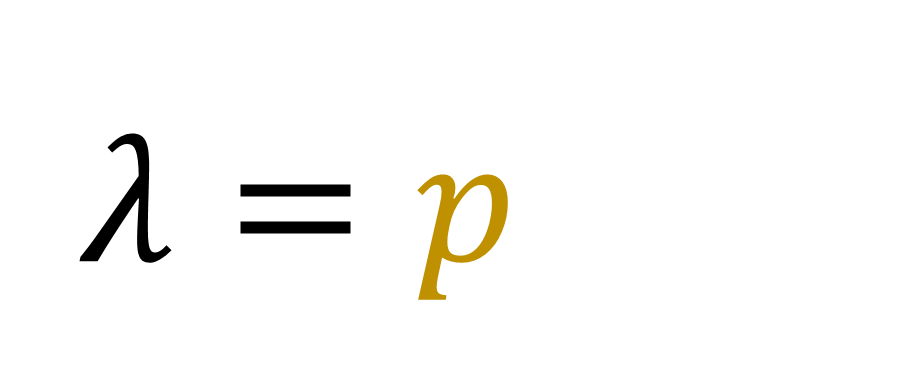 λ = p